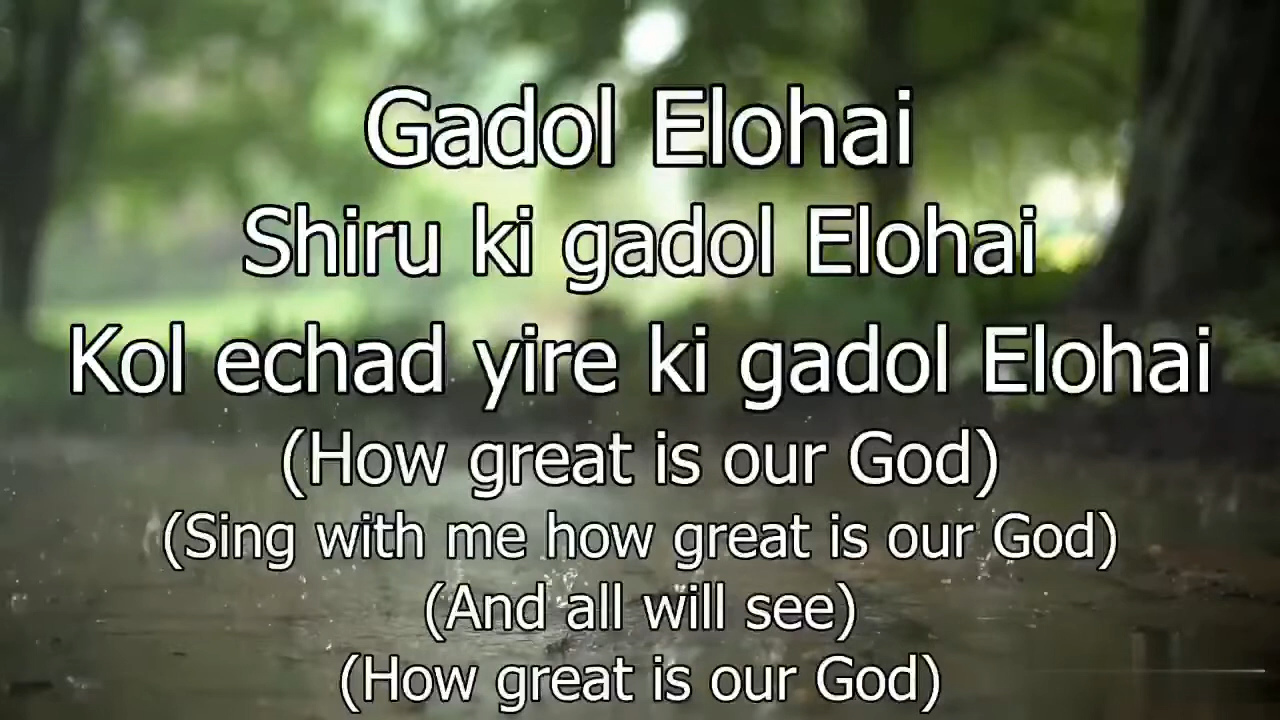 Gadol Elohai
Shiru ki gadol Elohai
Kol echad yire ki gadol Elohai
(How great is our God)
(Sing with me how great is our God)
(And all will see)
(How great is our God)